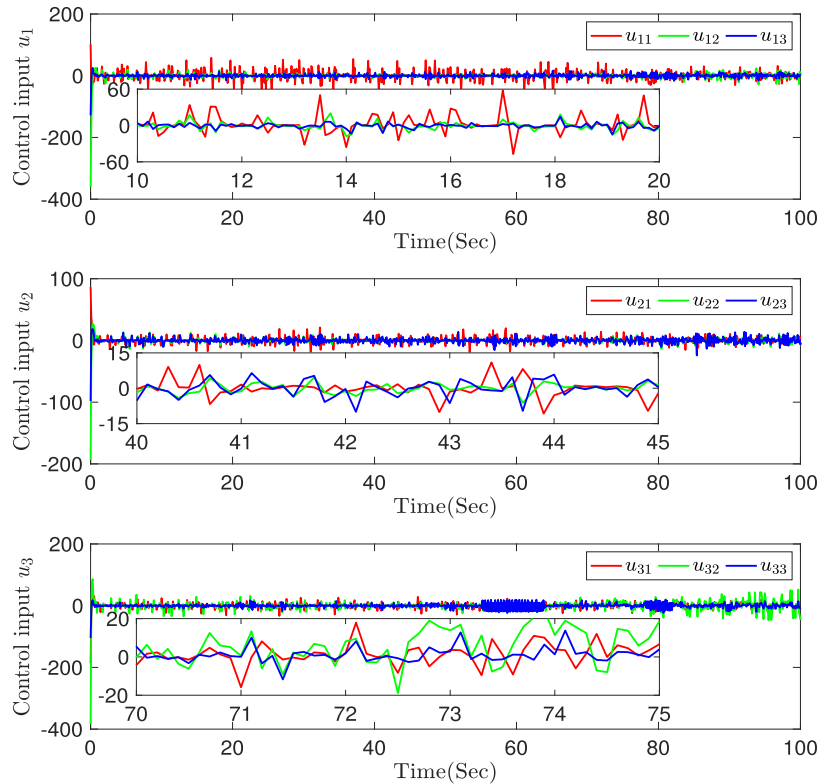 200
0
-200
-400
Control input u₁
u₁₁ u₁₂ u₁₃
60
0
-60
10 12 14 16 18 20
0 20 40 60 80 100
Time(Sec)
100
0
-100
-200
Control input u₂
u₂₁ u₂₂ u₂₃
15
0
-15
40 41 42 43 44 45
0 20 40 60 80 100
Time(Sec)
200
0
-200
-400
Control input u₃
u₃₁ u₃₂ u₃₃
20
0
-20
70 71 72 73 74 75
0 20 40 60 80 100
Time(Sec)